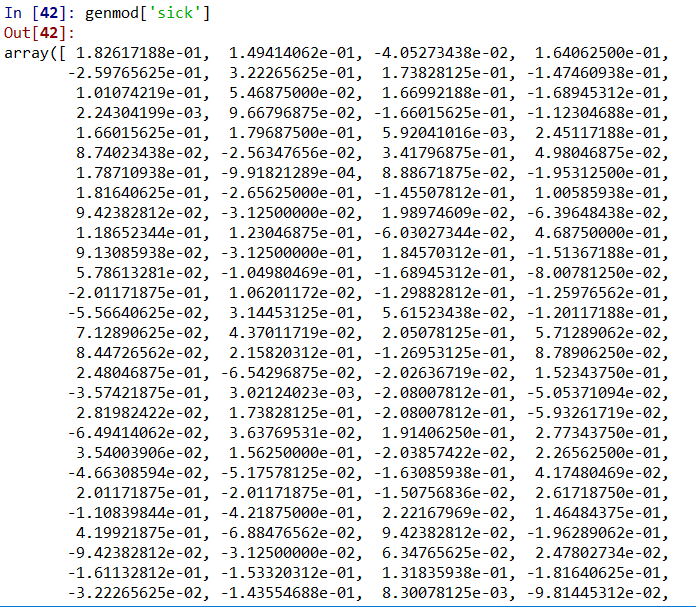 In [42]: genmod['sick']
Out[42]:
array([ 1.82617188e-01, 1.49414062e-01, -4.05273438e-02, 1.64062500e-01,
-2.59765625e-01, 3.22265625e-01, 1.73828125e-01, -1.47460938e-01,
1.01074219e-01, 5.46875000e-02, 1.66992188e-01, -1.68945312e-01,
2.24304199e-03, 9.66796875e-02, -1.66015625e-01, -1.12304688e-01,
1.66015625e-01, 1.79687500e-01, 5.92041016e-03, 2.45117188e-01,
8.74023438e-02, -2.56347656e-02, 3.41796875e-01, 4.98046875e-02,
1.78710938e-01, -9.91821289e-04, 8.88671875e-02, -1.95312500e-01,
1.81640625e-01, -2.65625000e-01, -1.45507812e-01, 1.00585938e-01,
9.42382812e-02, -3.12500000e-02, 1.98974609e-02, -6.39648438e-02,
1.18652344e-01, 1.23046875e-01, -6.03027344e-02, 4.68750000e-01,
9.13085938e-02, -3.12500000e-01, 1.84570312e-01, -1.51367188e-01,
5.78613281e-02, -1.04980469e-01, -1.68945312e-01, -8.00781250e-02,
-2.01171875e-01, 1.06201172e-02, -1.29882812e-01, -1.25976562e-01,
-5.56640625e-02, 3.14453125e-01, 5.61523438e-02, -1.20117188e-01,
7.12890625e-02, 4.37011719e-02, 2.05078125e-01, 5.71289062e-02,
8.44726562e-02, 2.15820312e-01, -1.26953125e-01, 8.78906250e-02,
2.48046875e-01, -6.54296875e-02, -2.02636719e-02, 1.52343750e-01,
-3.57421875e-01, 3.02124023e-03, -2.08007812e-01, -5.05371094e-02,
2.81982422e-02, 1.73828125e-01, -2.08007812e-01, -5.93261719e-02,
-6.49414062e-02, 3.63769531e-02, 1.91406250e-01, 2.77343750e-01,
3.54003906e-02, 1.56250000e-01, -2.03857422e-02, 2.26562500e-01,
-4.66308594e-02, -5.17578125e-02, -1.63085938e-01, 4.17480469e-02,
2.01171875e-01, -2.01171875e-01, -1.50756836e-02, 2.61718750e-01,
-1.10839844e-01, -4.21875000e-01, 2.22167969e-02, 1.46484375e-01,
4.19921875e-01, -6.88476562e-02, 9.42382812e-02, -1.96289062e-01,
-9.42382812e-02, -3.12500000e-02, 6.34765625e-02, 2.47802734e-02,
-1.61132812e-01, -1.53320312e-01, 1.31835938e-01, -1.81640625e-01,
-3.22265625e-02, -1.43554688e-01, 8.30078125e-03, -9.81445312e-02,